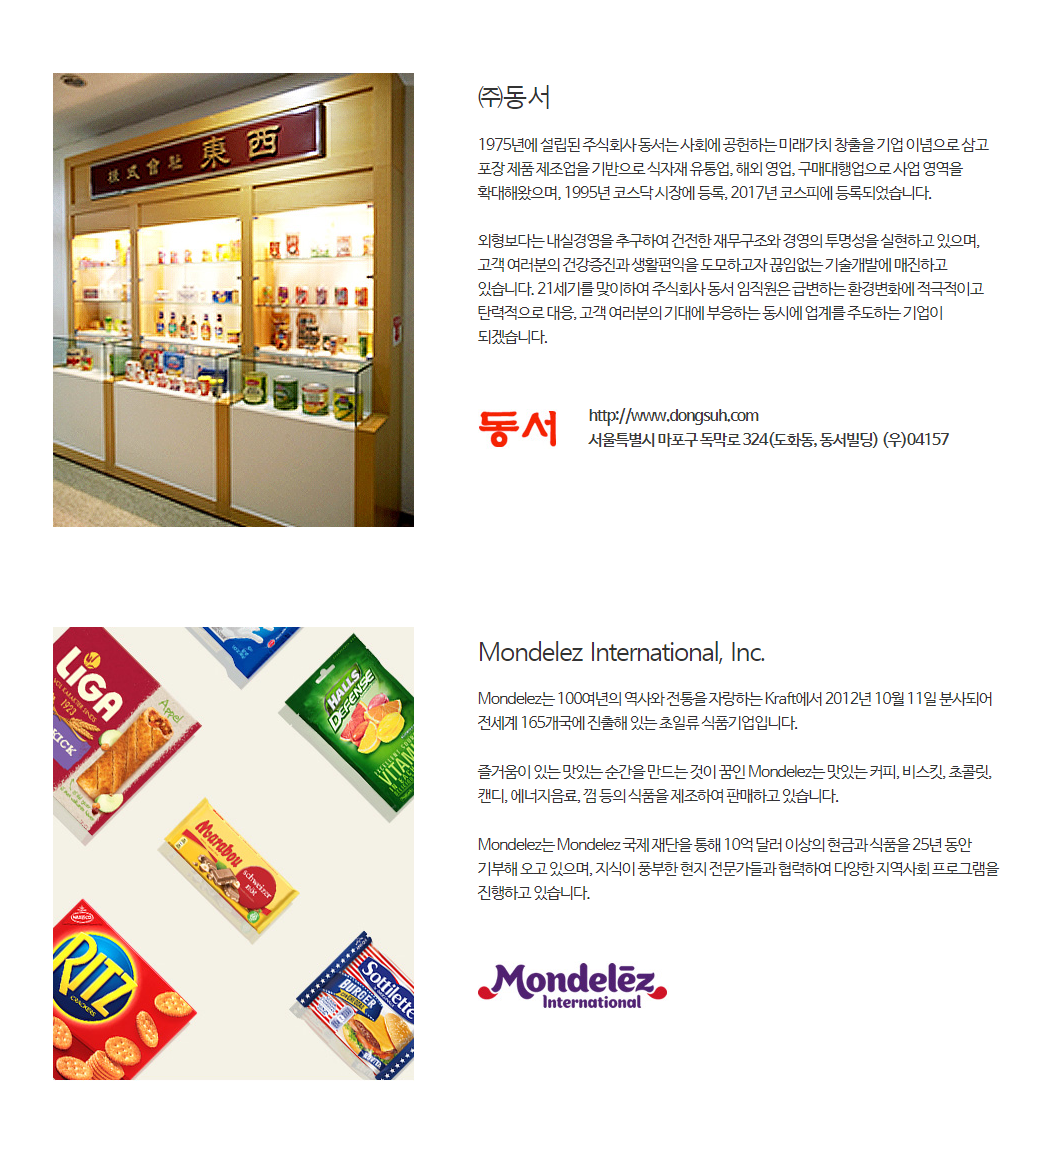 株式會社 東西
㈜동서
1975년에 설립된 주식회사 동서는 사회에 공헌하는 미래가치 창출을 기업 이념으로 삼고
포장 제품 제조업을 기반으로 식자재 유통업, 해외 영업, 구매대행업으로 사업 영역을
확대해왔으며, 1995년 코스닥 시장에 등록, 2017년 코스피에 등록되었습니다.
외형보다는 내실경영을 추구하여 건전한 재무구조와 경영의 투명성을 실현하고 있으며,
고객 여러분의 건강증진과 생활편익을 도모하고자 끊임없는 기술개발에 매진하고
있습니다. 21세기를 맞이하여 주식회사 동서 임직원은 급변하는 환경변화에 적극적이고
탄력적으로 대응, 고객 여러분의 기대에 부응하는 동시에 업계를 주도하는 기업이
되겠습니다.
동서
http://www.dongsuh.com
서울특별시 마포구 독막로 324(도화동, 동서빌딩) (우)04157
LiGA
1923
KICK
Appel
HALLS
DEFENSE
VITAMIN
Marabou
schweizer
nöt
NABISCO
RITZ
CRACKERS
Sottilette
BURGER
Mondelez International, Inc.
Mondelez는 100여년의 역사와 전통을 자랑하는 Kraft에서 2012년 10월 11일 분사되어
전세계 165개국에 진출해 있는 초일류 식품기업입니다.
즐거움이 있는 맛있는 순간을 만드는 것이 꿈인 Mondelez는 맛있는 커피, 비스킷, 초콜릿,
캔디, 에너지음료, 껌 등의 식품을 제조하여 판매하고 있습니다.
Mondelez는 Mondelez 국제 재단을 통해 10억 달러 이상의 현금과 식품을 25년 동안
기부해 오고 있으며, 지식이 풍부한 현지 전문가들과 협력하여 다양한 지역사회 프로그램을
진행하고 있습니다.
Mondelēz
International